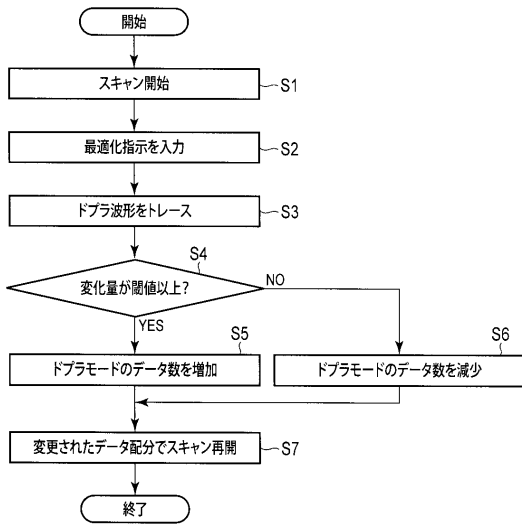 開始
スキャン開始
S1
最適化指示を入力
S2
ドプラ波形をトレース
S3
S4
変化量が閾値以上?
NO
YES
S5
ドプラモードのデータ数を増加
S6
ドプラモードのデータ数を減少
変更されたデータ配分でスキャン再開
S7
終了